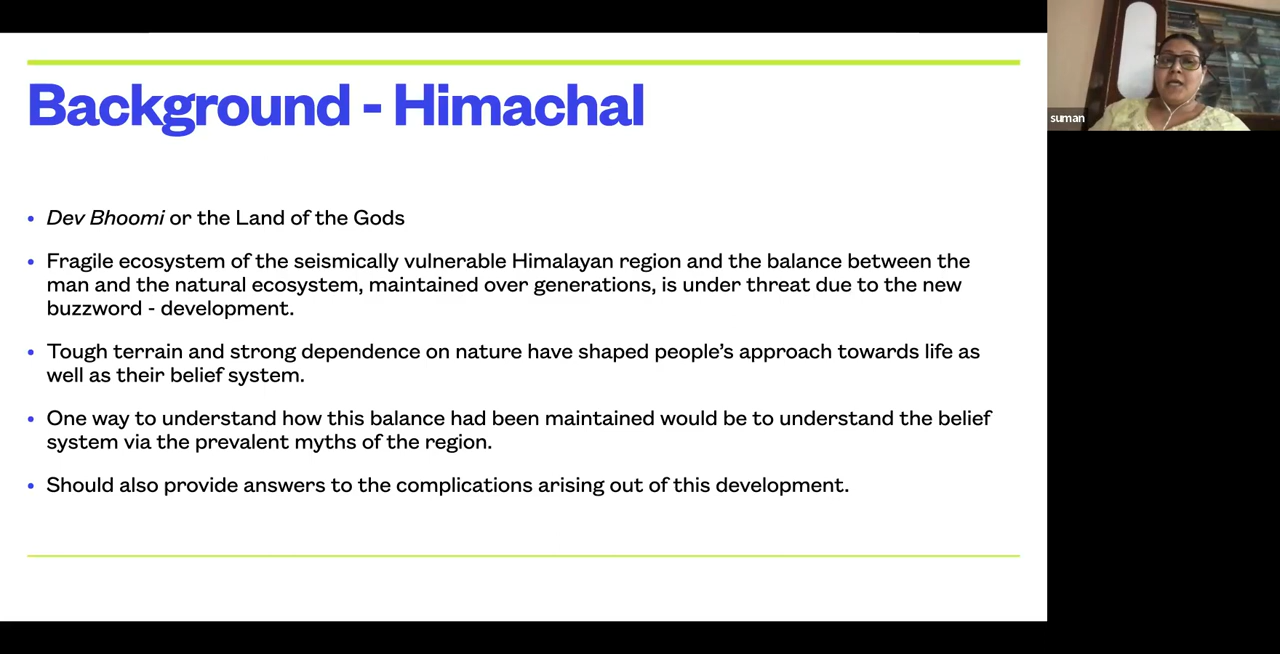 Background - Himachal
suman
• Dev Bhoomi or the Land of the Gods
• Fragile ecosystem of the seismically vulnerable Himalayan region and the balance between the
man and the natural ecosystem, maintained over generations, is under threat due to the new
buzzword - development.
• Tough terrain and strong dependence on nature have shaped people’s approach towards life as
well as their belief system.
• One way to understand how this balance had been maintained would be to understand the belief
system via the prevalent myths of the region.
• Should also provide answers to the complications arising out of this development.